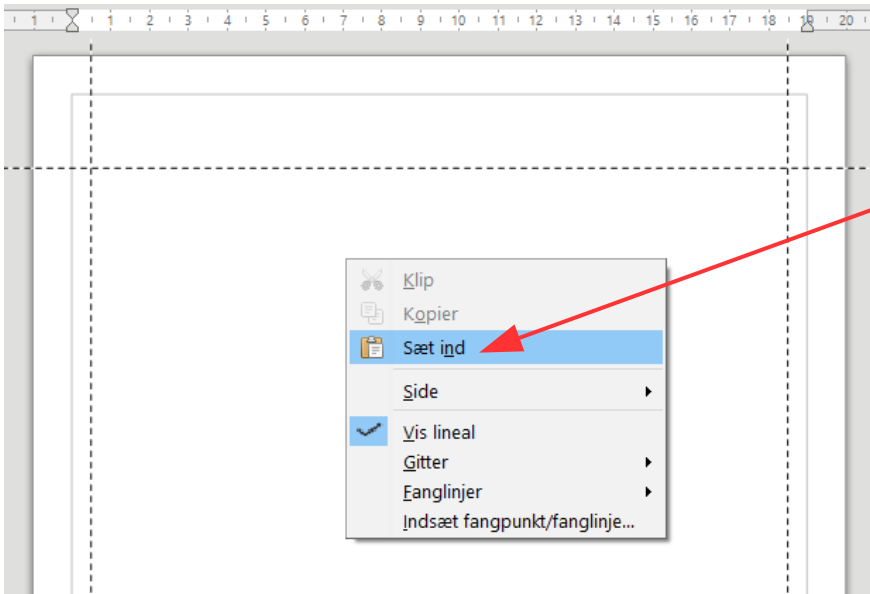 1 1 2 3 4 5 6 7 8 9 10 11 12 13 14 15 16 17 18 19 20
Klip
Kopier
Sæt ind
Side
Vis lineal
Gitter
Fanglinjer
Indsæt fangpunkt/fanglinje...